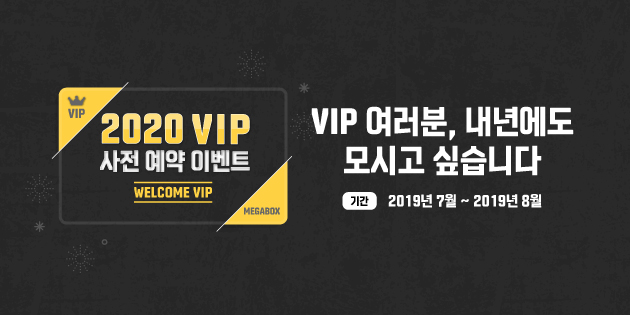 VIP
2020 VIP
사전 예약 이벤트
WELCOME VIP
MEGABOX
VIP 여러분, 내년에도
모시고 싶습니다
기간 2019년 7월 ~ 2019년 8월